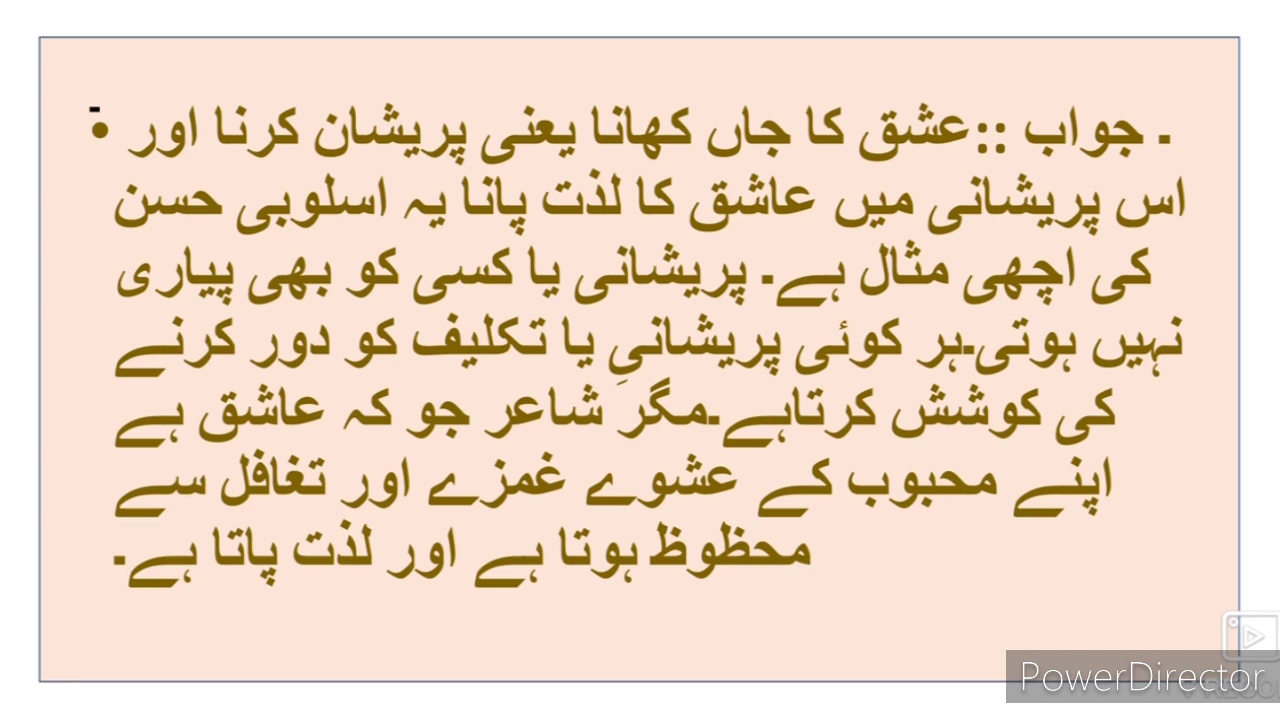 ۔ جواب ::عشق کا جاں کھانا یعنی پریشان کرنا اور
اس پریشانی میں عاشق کا لذت پانا یہ اسلوبی حسن
کی اچھی مثال ہے۔ پریشانی یا کسی کو بھی پیاری
نہیں ہوتی۔ہر کوئی پریشانیِ یا تکلیف کو دور کرنے
کی کوشش کرتاہے۔مگرَ شاعر جو کہ عاشق ہے
اپنے محبوب کے عشوے غمزے اور تغافل سے
محظوظ ہوتا ہے اور لذت پاتا ہے۔
PowerDirector